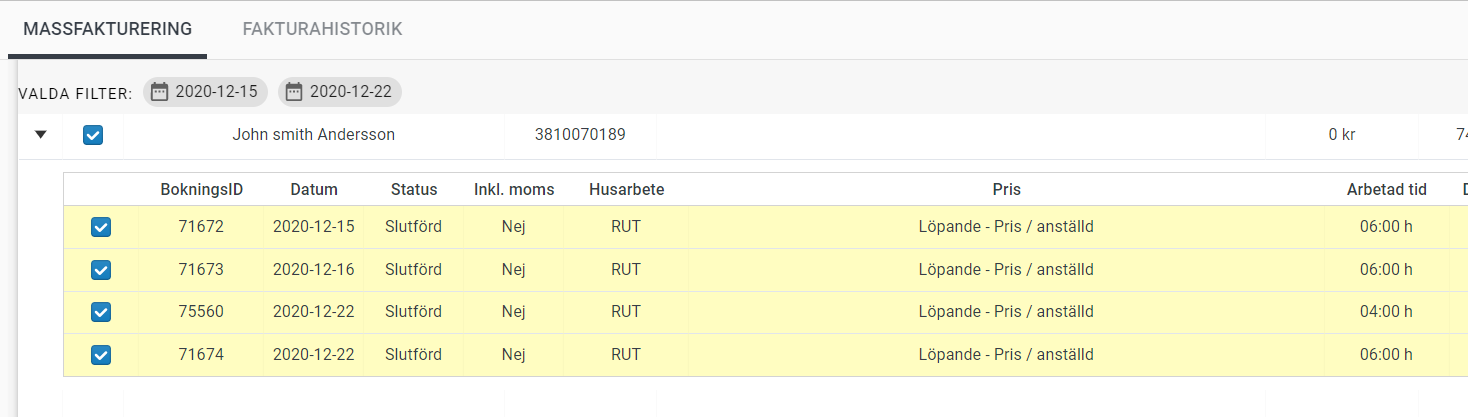 MASSFAKTURERING FAKTURAHISTORIK
VALDA FILTER: 2020-12-15 2020-12-22
John smith Andersson 3810070189 0 kr 74
BokningsID Datum Status Inkl. moms Husarbete Pris Arbetad tid
71672 2020-12-15 Slutförd Nej RUT Löpande - Pris / anställd 06:00 h
71673 2020-12-16 Slutförd Nej RUT Löpande - Pris / anställd 06:00 h
75560 2020-12-22 Slutförd Nej RUT Löpande - Pris / anställd 04:00 h
71674 2020-12-22 Slutförd Nej RUT Löpande - Pris / anställd 06:00 h